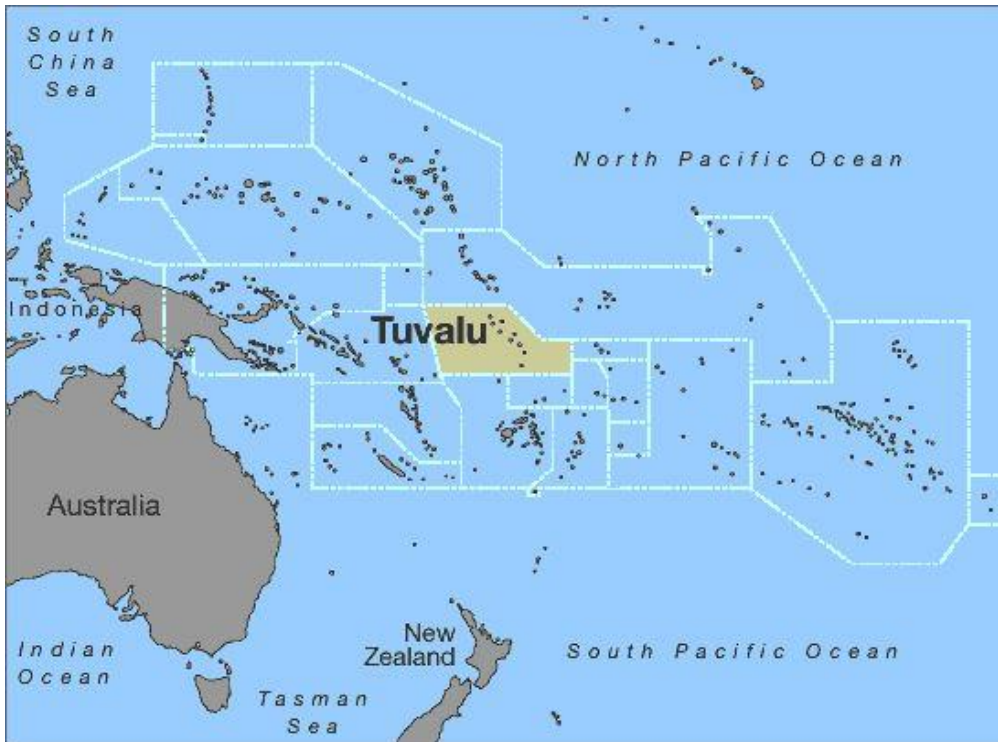 South
China
Sea
North Pacific Ocean
Indonesia
Tuvalu
Australia
New
Zealand
Indian
Ocean
South Pacific Ocean
Tasman
Sea